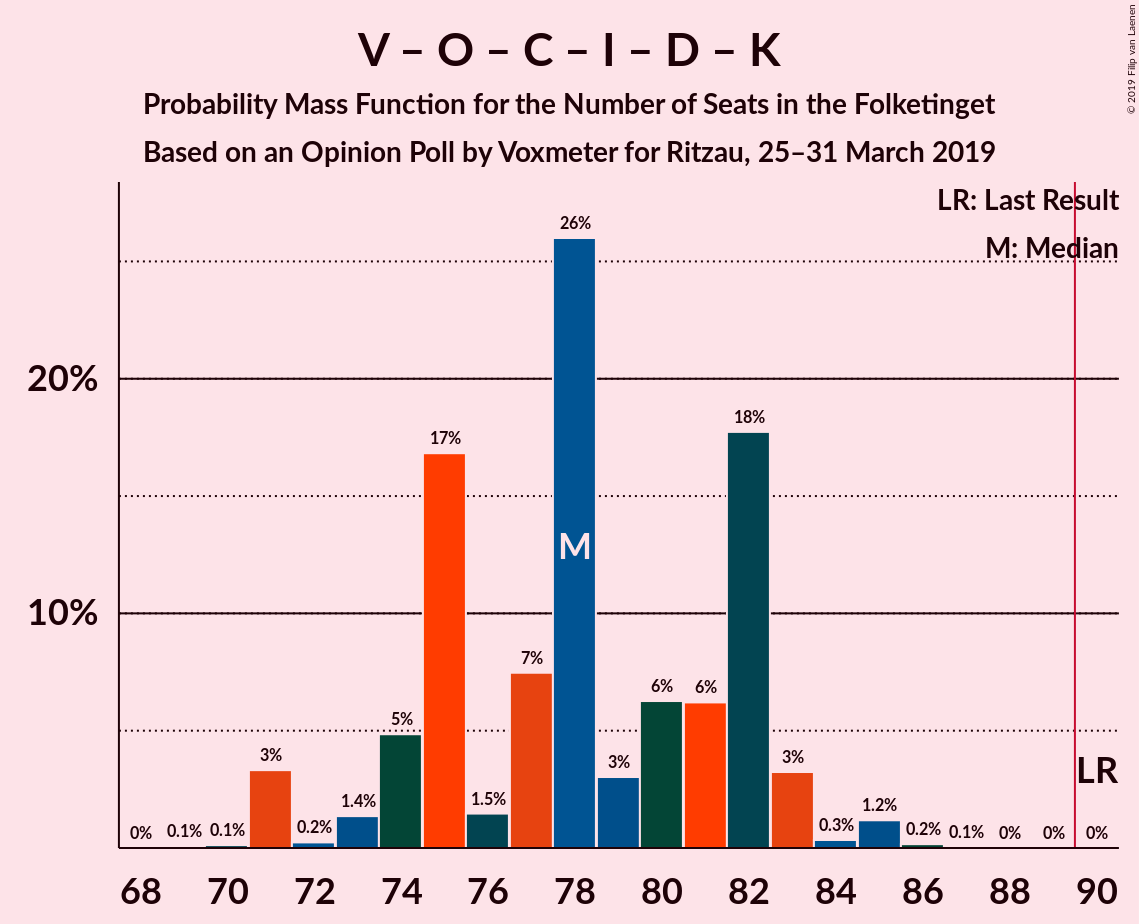 V – O – C – I – D – K
Probability Mass Function for the Number of Seats in the Folketinget
Based on an Opinion Poll by Voxmeter for Ritzau, 25–31 March 2019
© 2019 Filip van Laenen
LR: Last Result
M: Median
20%
10%
0%
0.1%
0.1%
3%
0.2%
1.4%
5%
17%
1.5%
7%
26%
3%
6%
6%
18%
3%
0.3%
1.2%
0.2%
0.1%
0%
0%
0%
M
LR
68 70 72 74 76 78 80 82 84 86 88 90